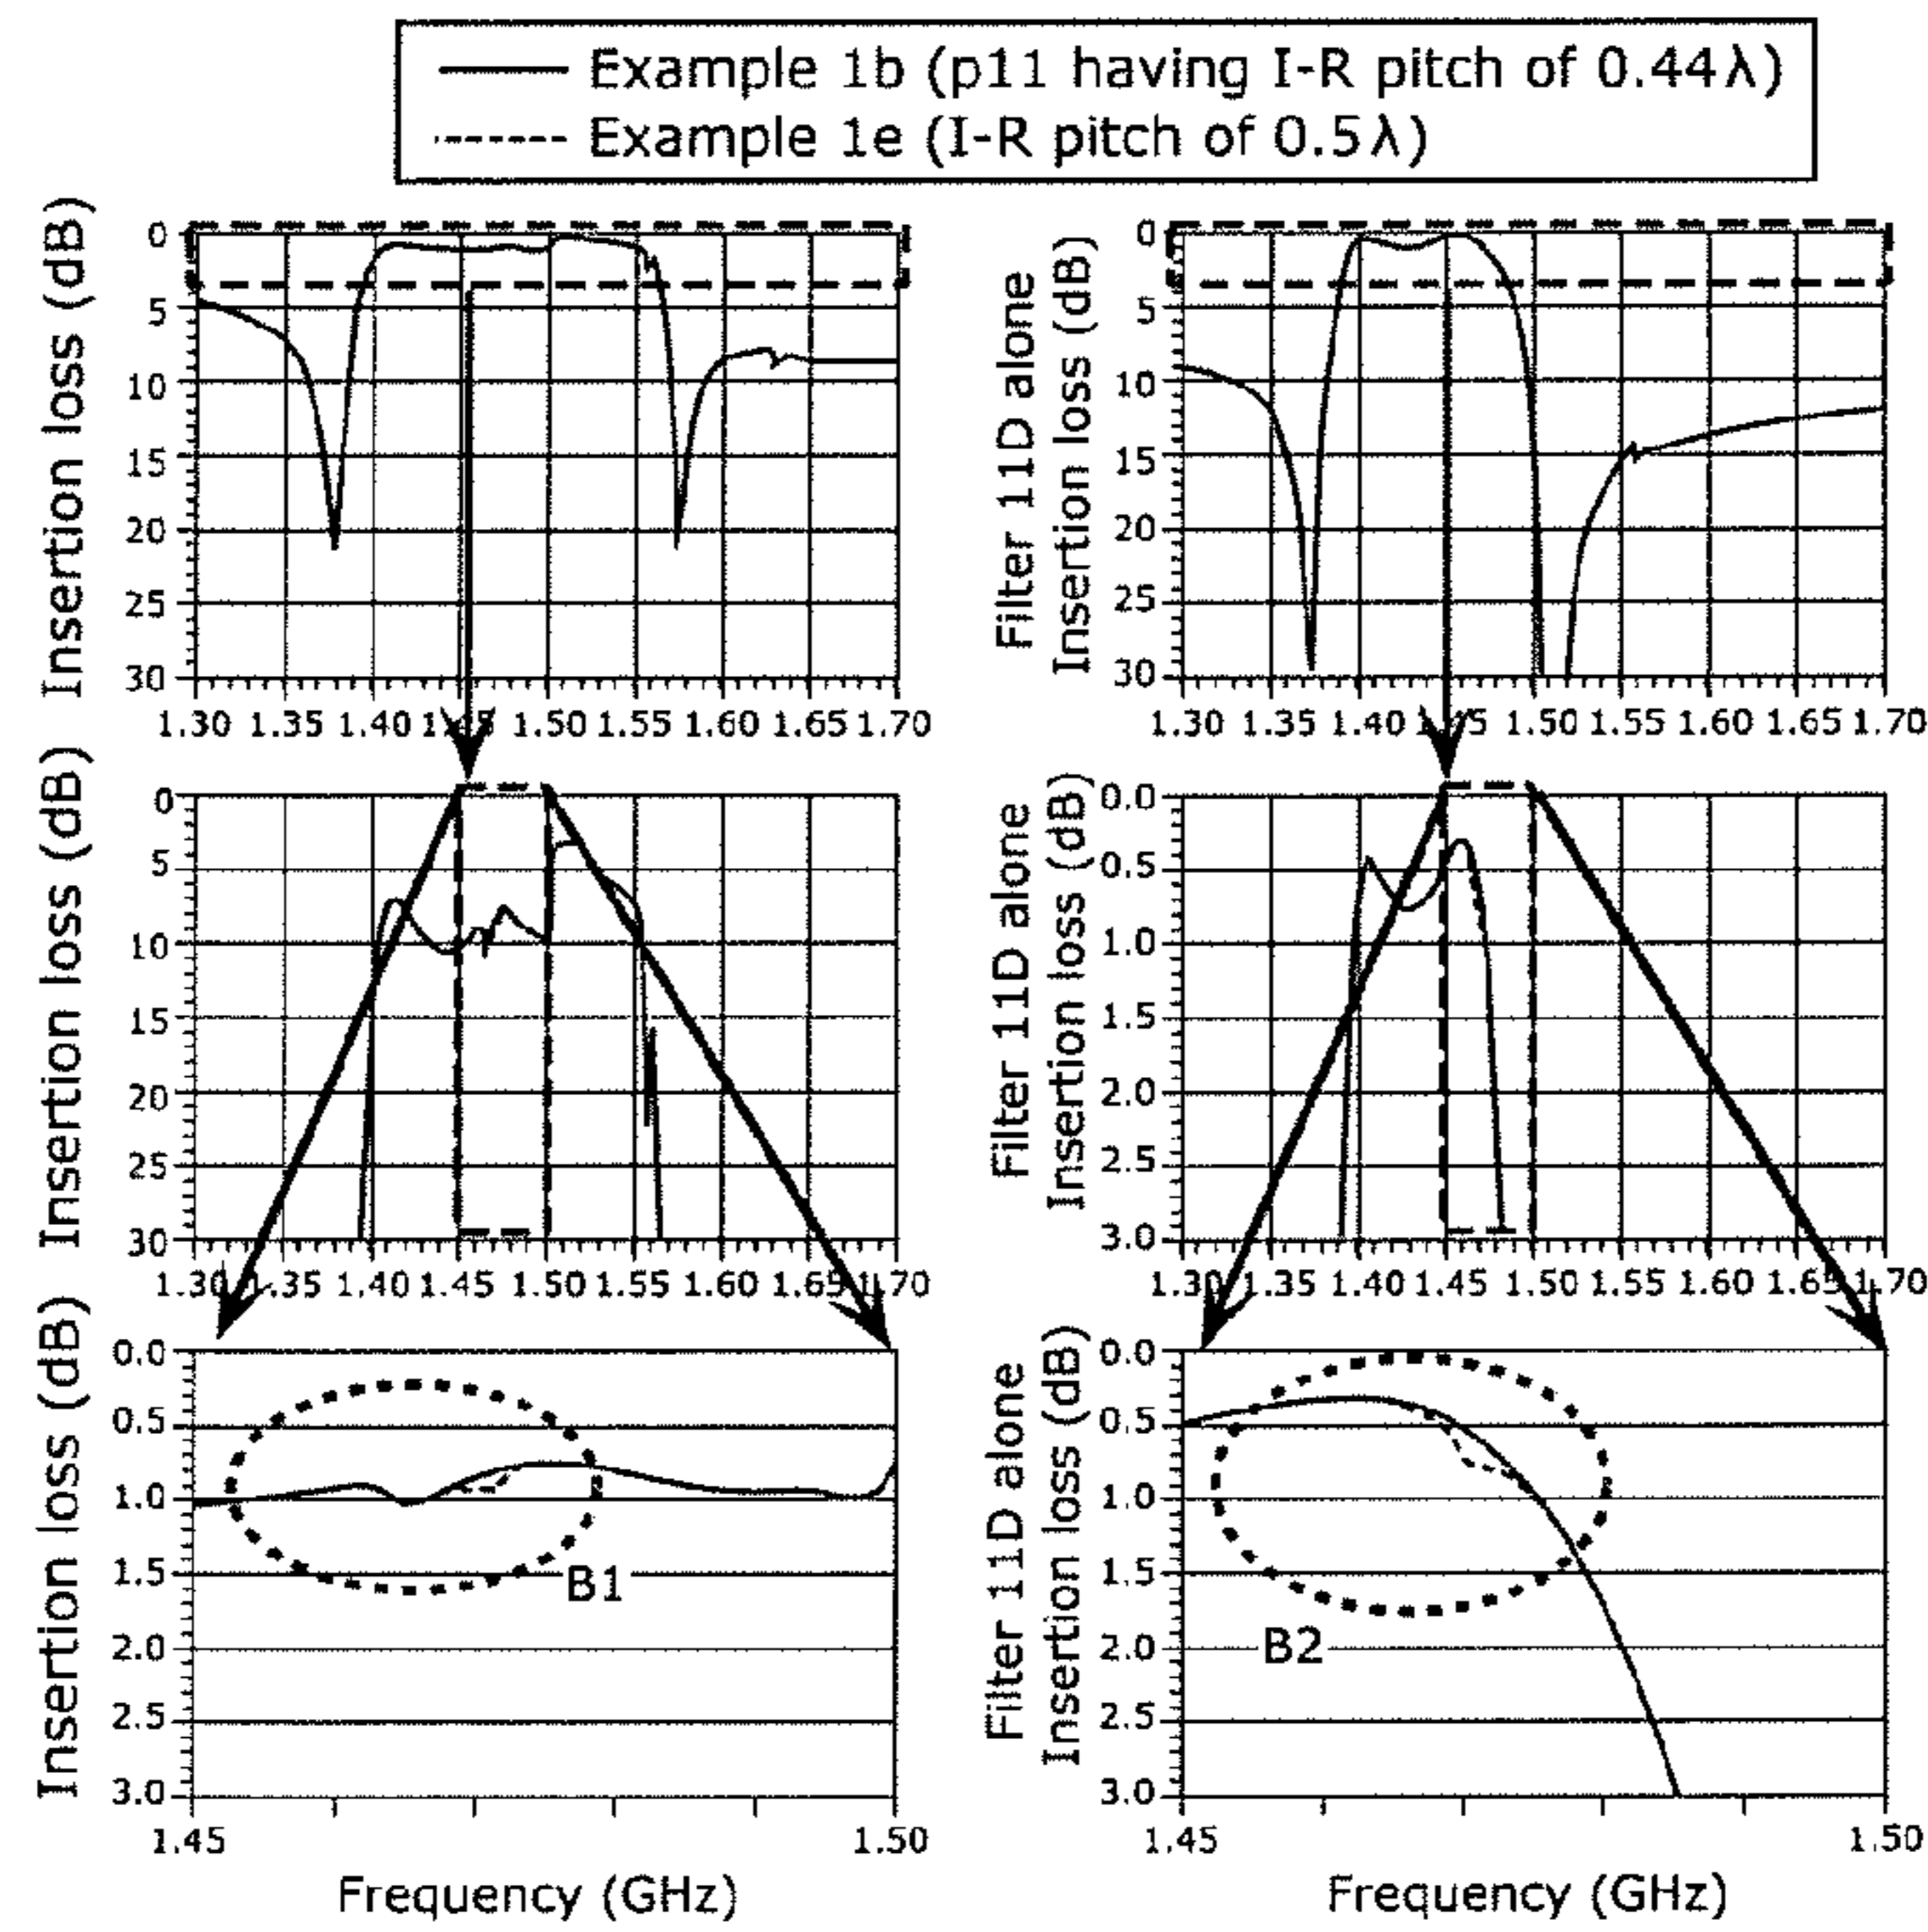 Example 1b (p11 having I-R pitch of 0.44λ)
Example 1e (I-R pitch of 0.5λ)
Insertion loss (dB)
0
5
10
15
20
25
30
1.30 1.35 1.40 1.45 1.50 1.55 1.60 1.65 1.70
Filter 11D alone
Insertion loss (dB)
0
5
10
15
20
25
30
1.30 1.35 1.40 1.45 1.50 1.55 1.60 1.65 1.70
Insertion loss (dB)
0
5
10
15
20
25
30
1.30 1.35 1.40 1.45 1.50 1.55 1.60 1.65 1.70
Filter 11D alone
Insertion loss (dB)
0.0
0.5
1.0
1.5
2.0
2.5
3.0
1.30 1.35 1.40 1.45 1.50 1.55 1.60 1.65 1.70
Insertion loss (dB)
0.0
0.5
1.0
1.5
2.0
2.5
3.0
B1
1.45 1.50
Frequency (GHz)
Filter 11D alone
Insertion loss (dB)
0.0
0.5
1.0
1.5
2.0
2.5
3.0
B2
1.45 1.50
Frequency (GHz)